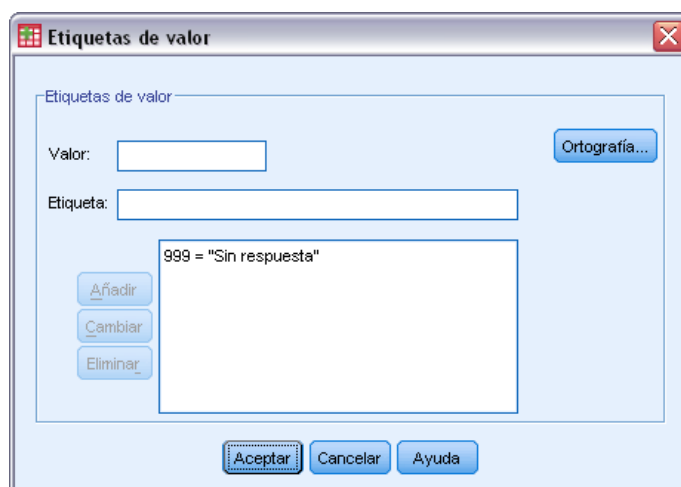 Etiquetas de valor
Etiquetas de valor
Valor:
Ortografía...
Etiqueta:
999 = "Sin respuesta"
Añadir
Cambiar
Eliminar
Aceptar Cancelar Ayuda